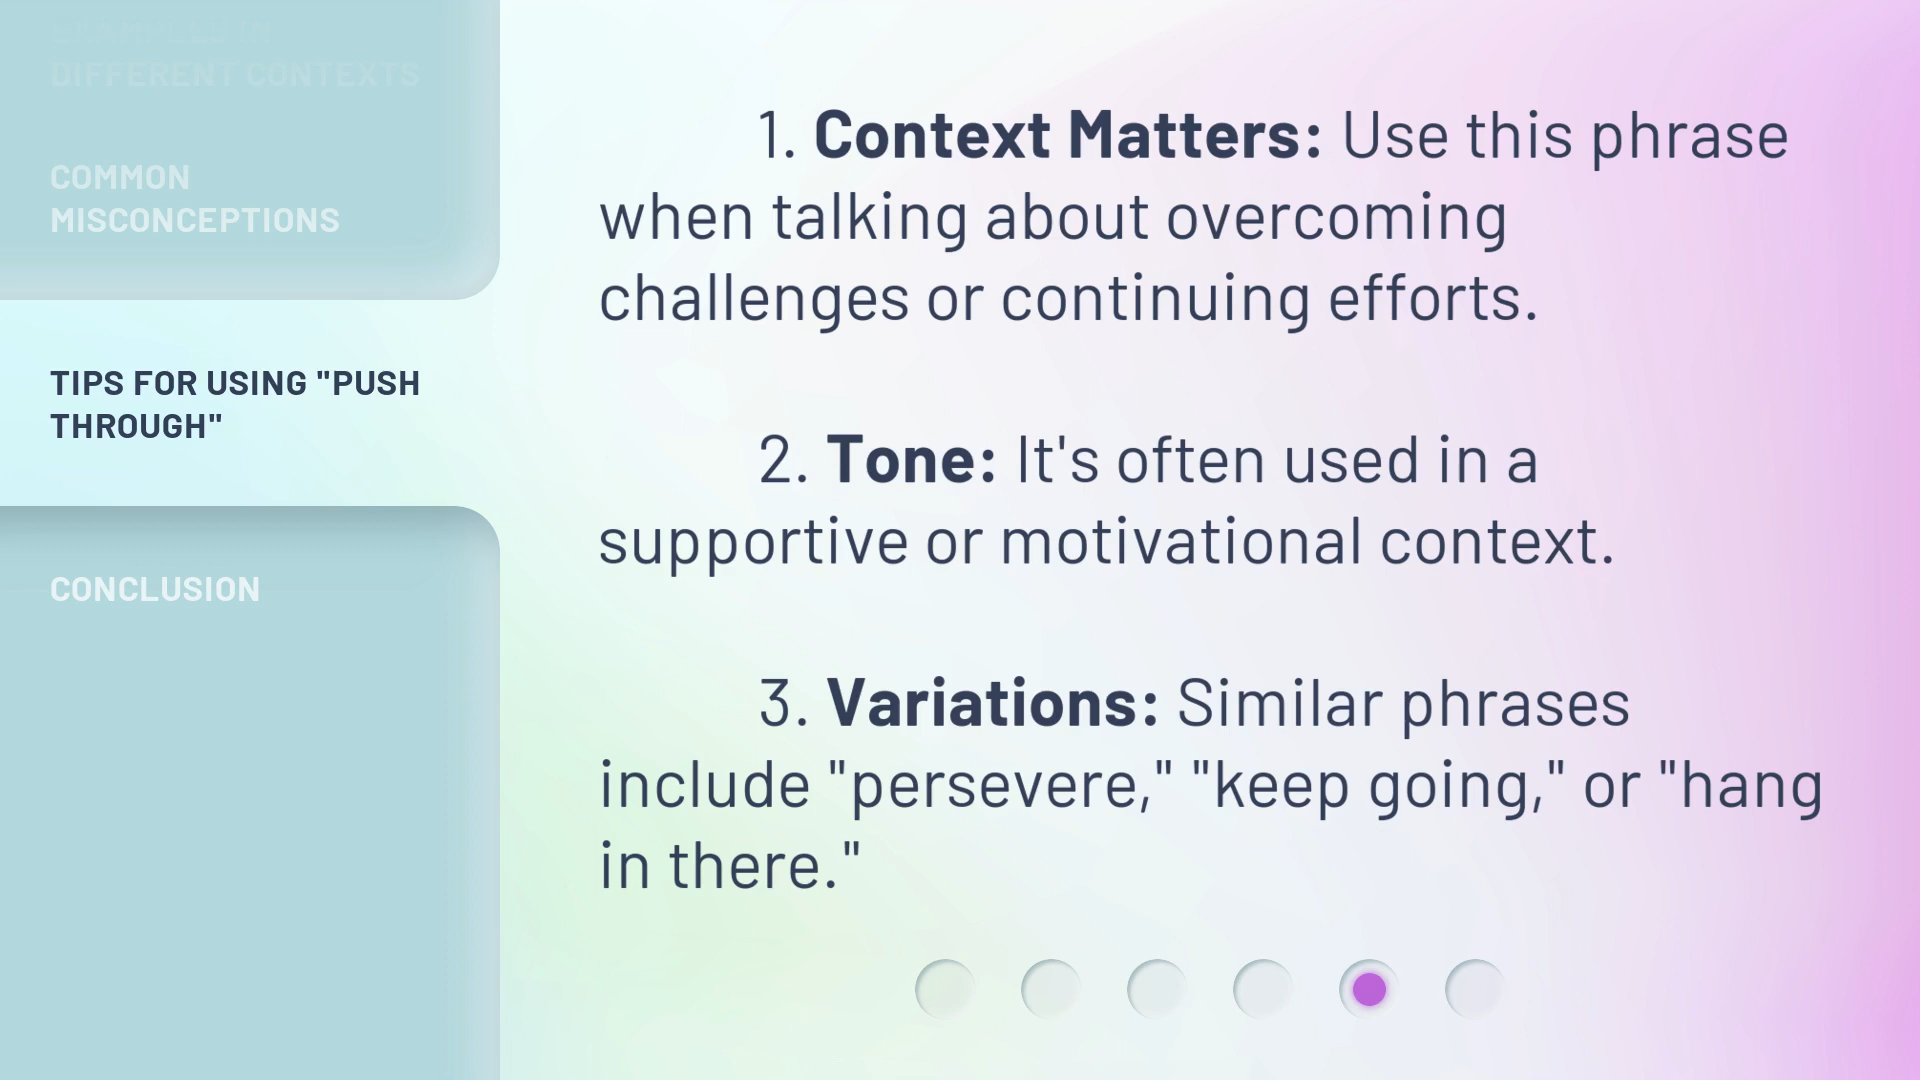 EXAMPLES IN
DIFFERENT CONTEXTS
COMMON
MISCONCEPTIONS
TIPS FOR USING "PUSH
THROUGH"
CONCLUSION
1. Context Matters: Use this phrase
when talking about overcoming
challenges or continuing efforts.
2. Tone: It's often used in a
supportive or motivational context.
3. Variations: Similar phrases
include "persevere," "keep going," or "hang
in there."